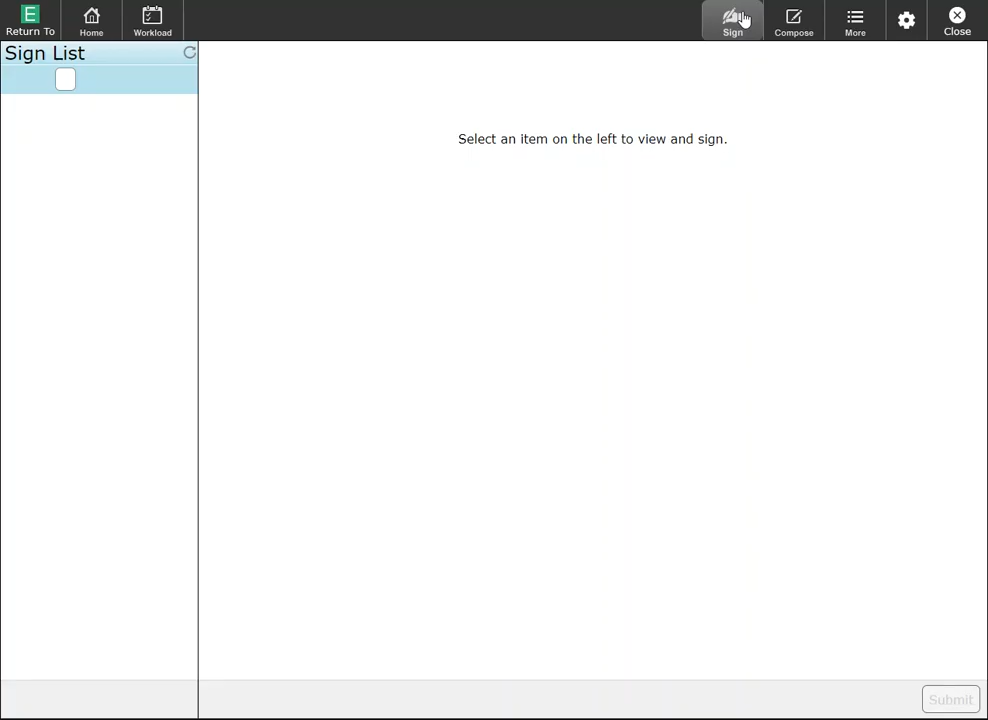 E
Return To
Home
Workload
Sign
Compose
More
Close
Sign List
Select an item on the left to view and sign.
Submit